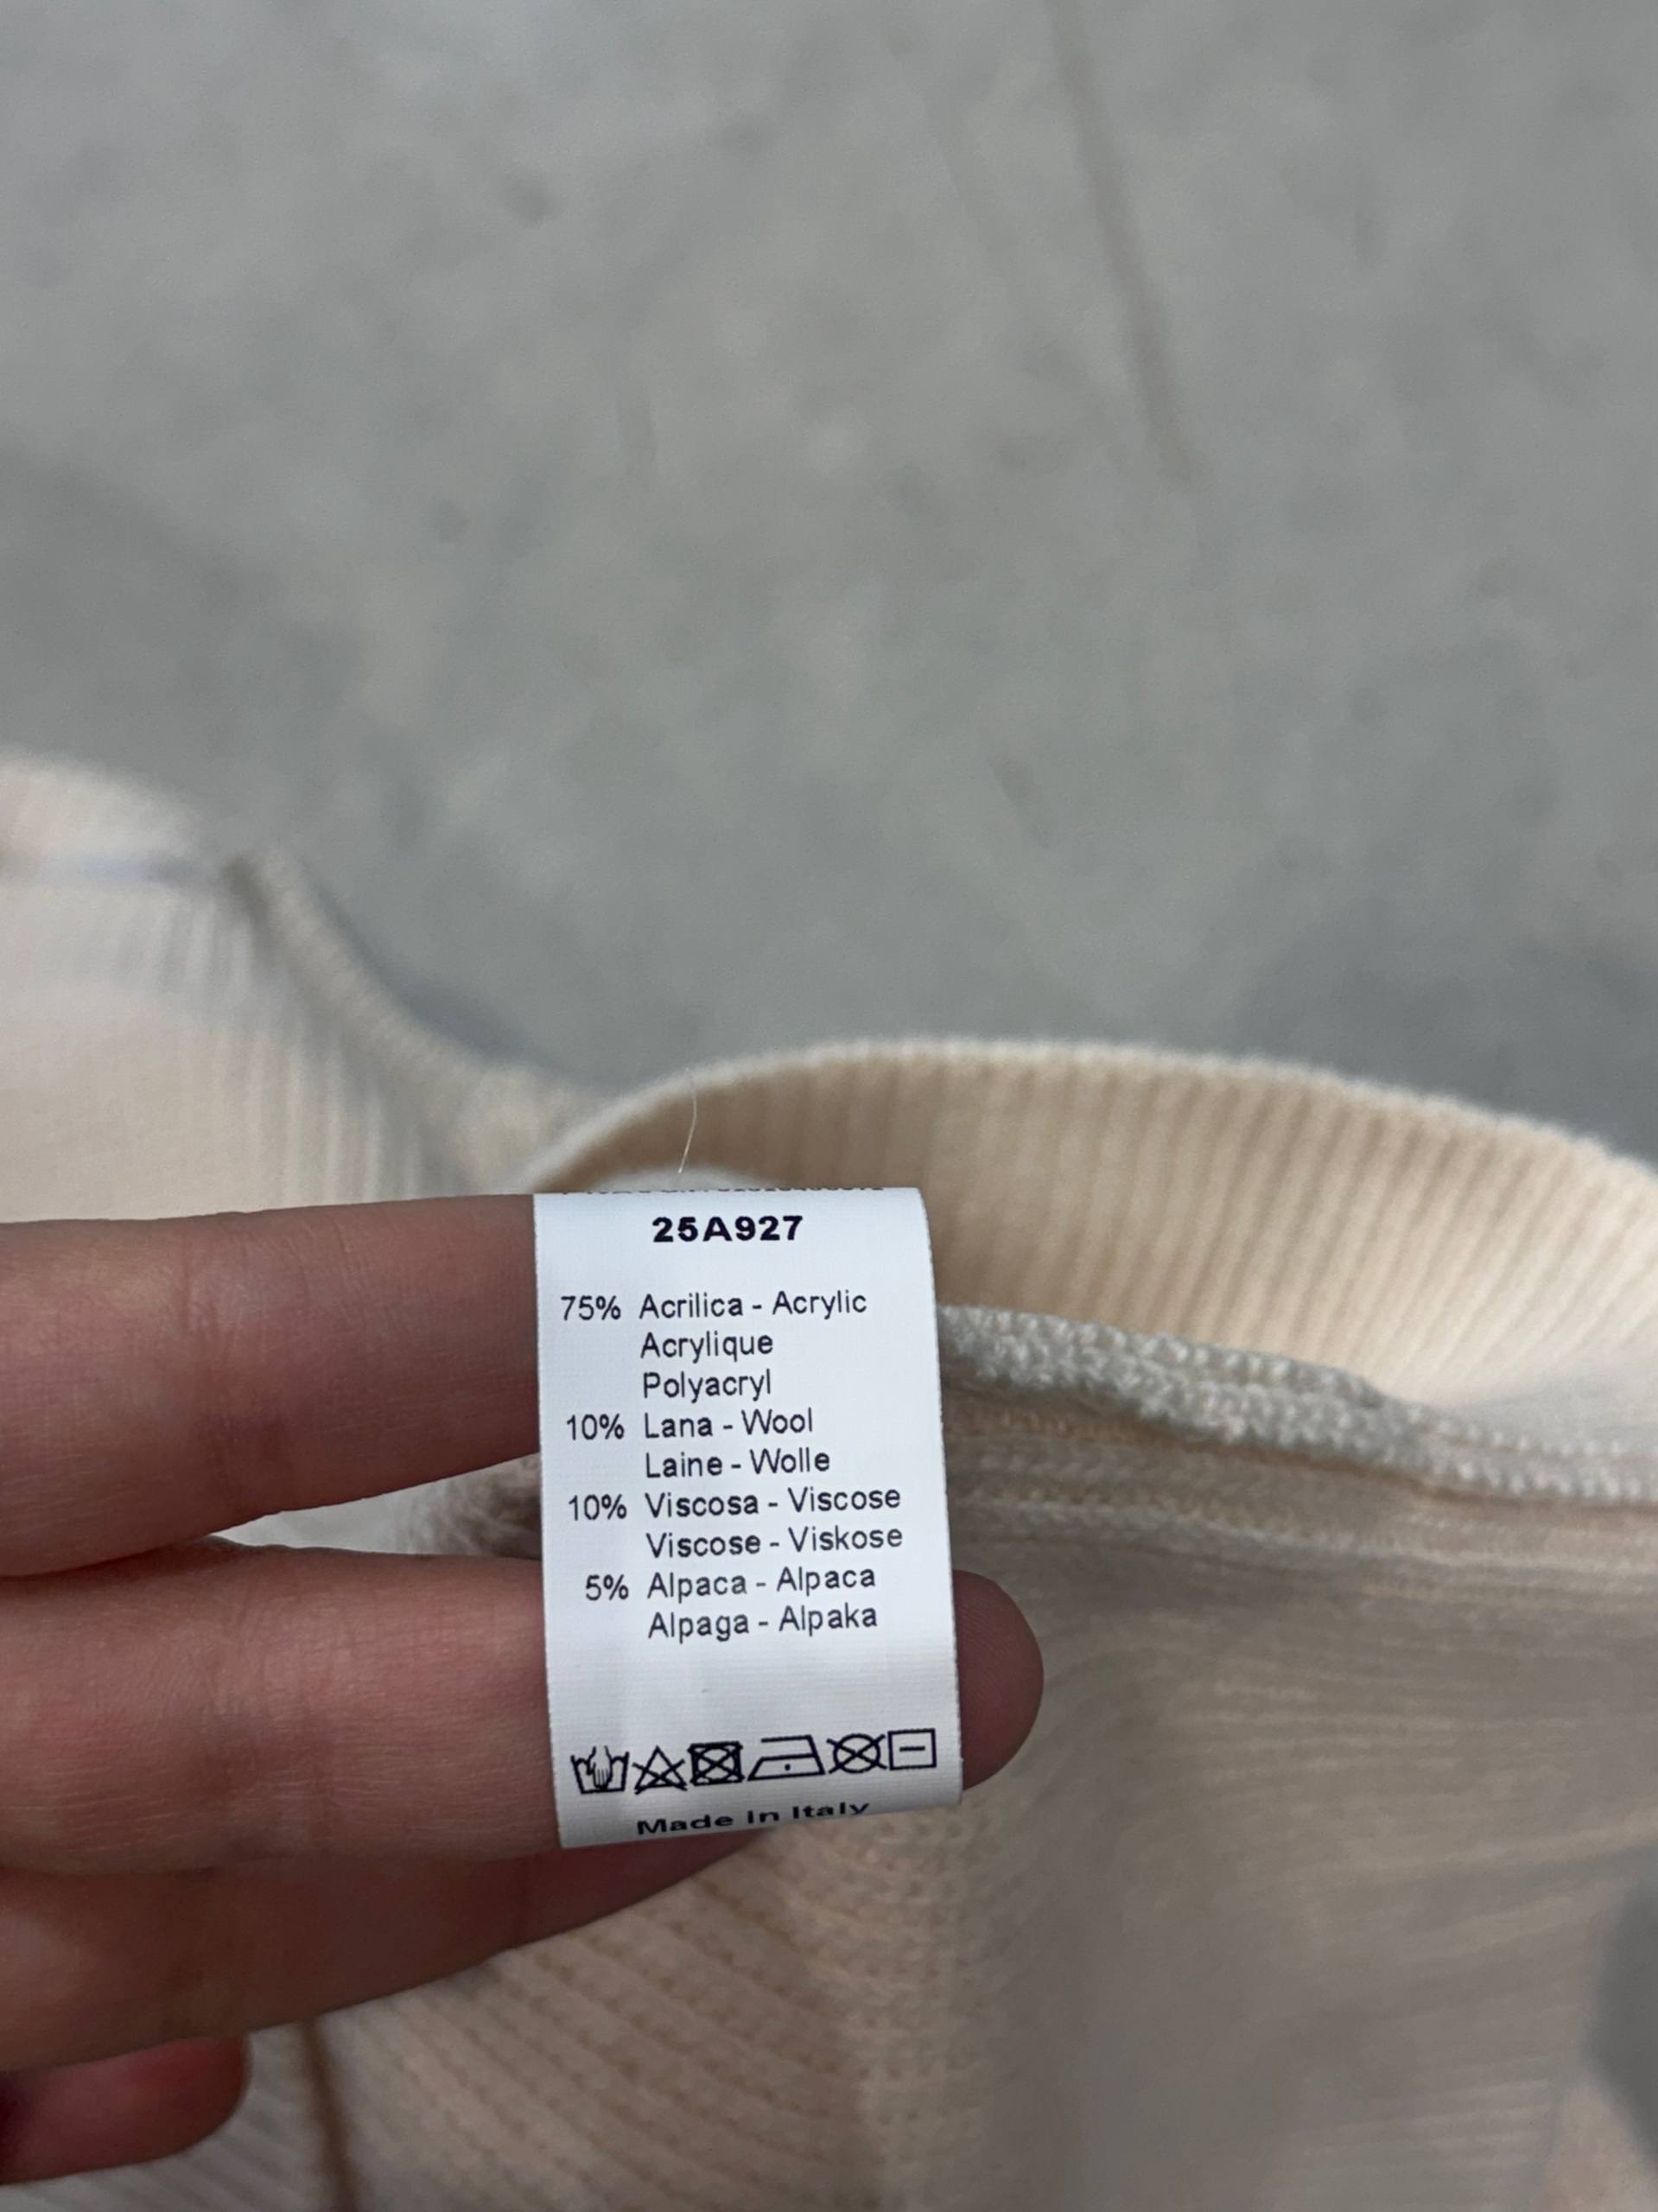 25A927
75% Acrilica - Acrylic
Acrylique
Polyacryl
10% Lana - Wool
Laine - Wolle
10% Viscosa - Viscose
Viscose - Viskose
5% Alpaca - Alpaca
Alpaga - Alpaka
Made in Italy